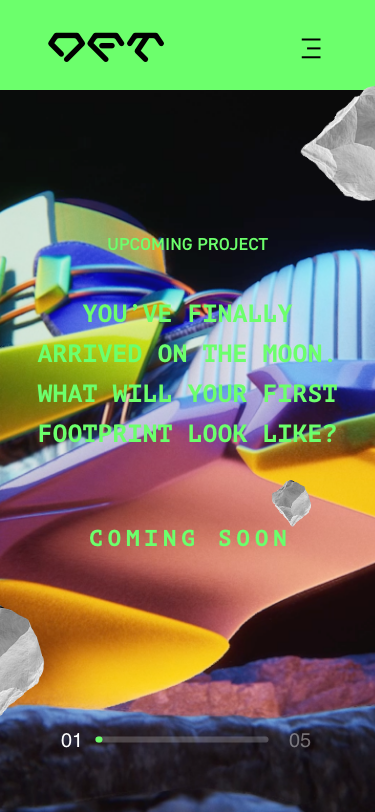 OFT
UPCOMING PROJECT
YOU'VE FINALLY
ARRIVED ON THE MOON.
WHAT WILL YOUR FIRST
FOOTPRINT LOOK LIKE?
COMING SOON
01 05